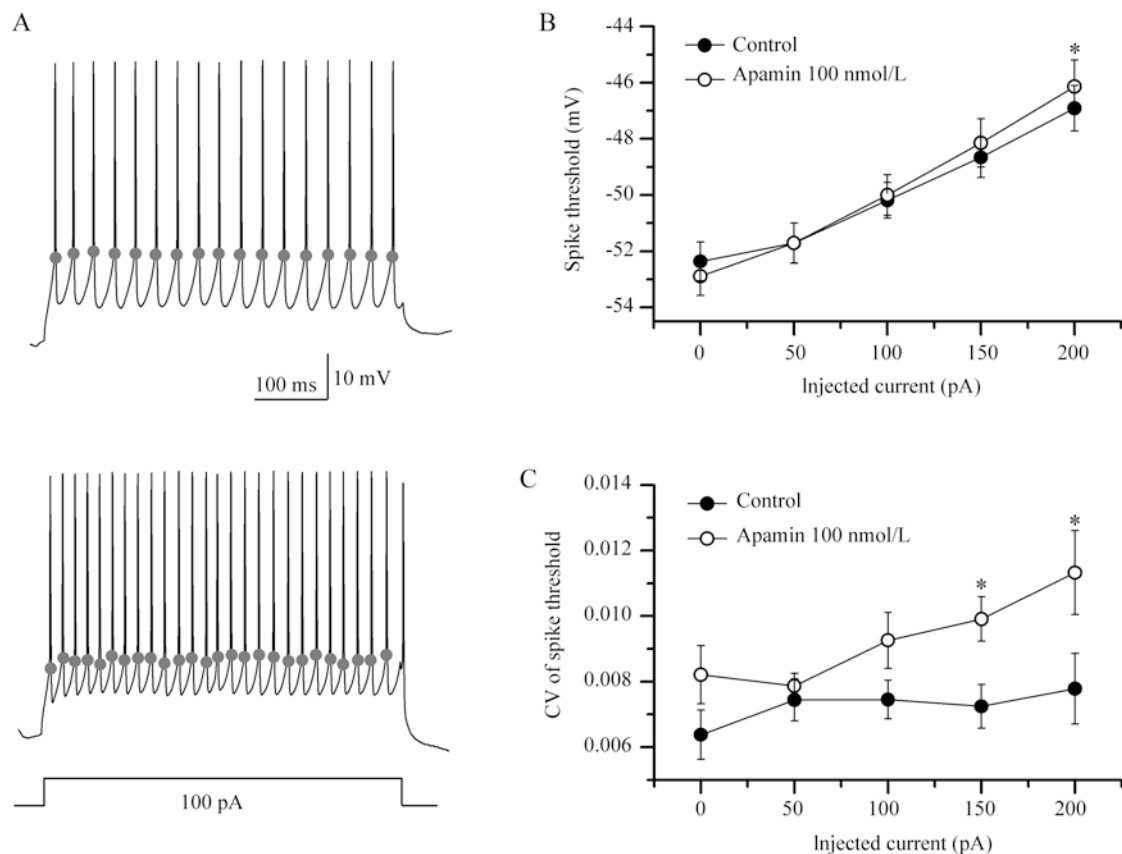 A
100 ms
10 mV
100 pA
B
Control
Apamin 100 nmol/L
*
Spike threshold (mV)
-44
-46
-48
-50
-52
-54
0 50 100 150 200
Injected current (pA)
C
Control
Apamin 100 nmol/L
*
*
CV of spike threshold
0.014
0.012
0.010
0.008
0.006
0 50 100 150 200
Injected current (pA)